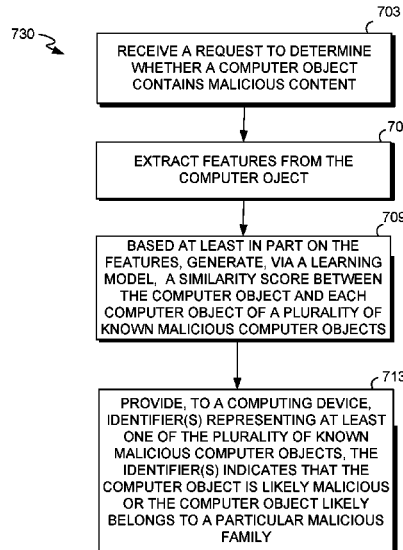 703
730
RECEIVE A REQUEST TO DETERMINE
WHETHER A COMPUTER OBJECT
CONTAINS MALICIOUS CONTENT
70
EXTRACT FEATURES FROM THE
COMPUTER OJECT
709
BASED AT LEAST IN PART ON THE
FEATURES, GENERATE, VIA A LEARNING
MODEL, A SIMILARITY SCORE BETWEEN
THE COMPUTER OBJECT AND EACH
COMPUTER OBJECT OF A PLURALITY OF
KNOWN MALICIOUS COMPUTER OBJECTS
713
PROVIDE, TO A COMPUTING DEVICE,
IDENTIFIER(S) REPRESENTING AT LEAST
ONE OF THE PLURALITY OF KNOWN
MALICIOUS COMPUTER OBJECTS, THE
IDENTIFIER(S) INDICATES THAT THE
COMPUTER OBJECT IS LIKELY MALICIOUS
OR THE COMPUTER OBJECT LIKELY
BELONGS TO A PARTICULAR MALICIOUS
FAMILY